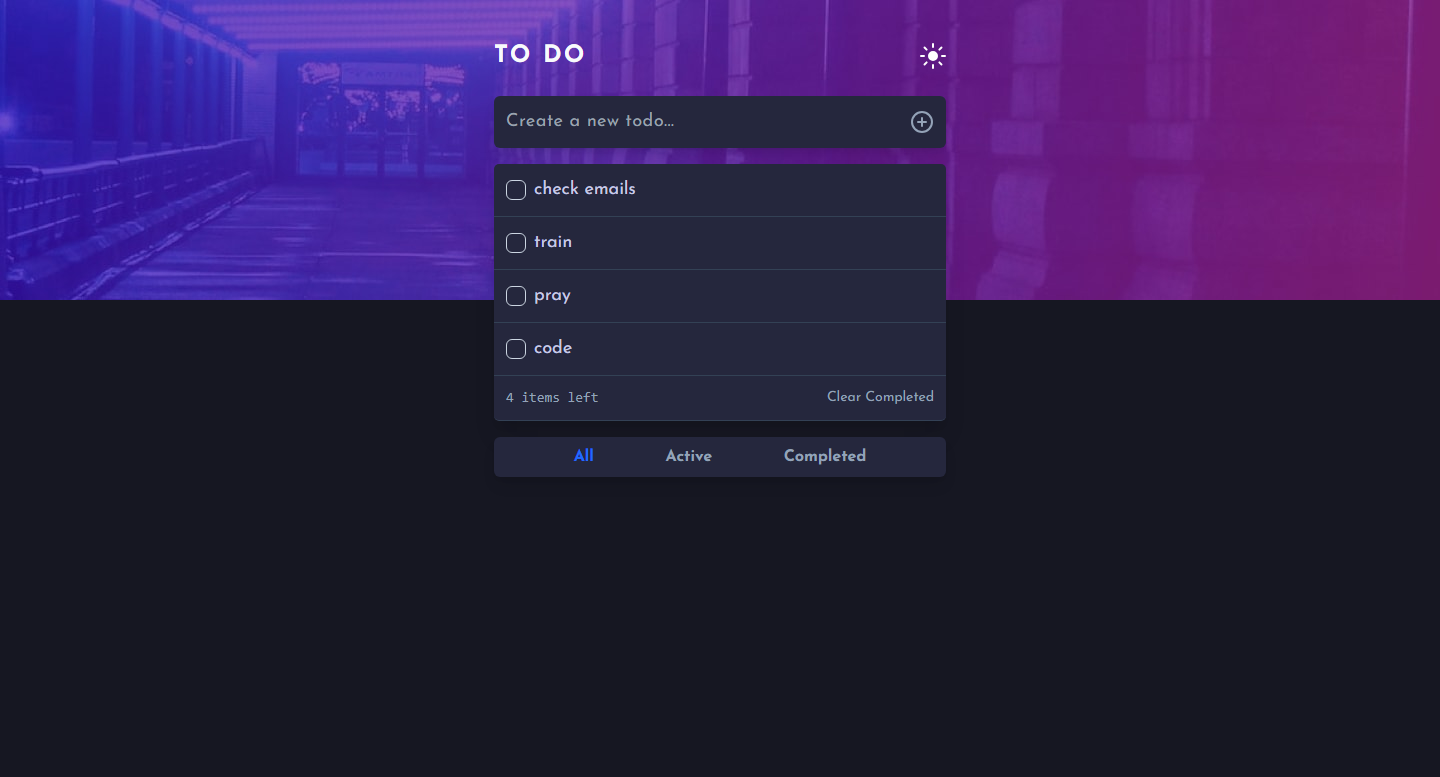 TO DO
Create a new todo...
check emails
train
pray
code
4 items left Clear Completed
All Active Completed